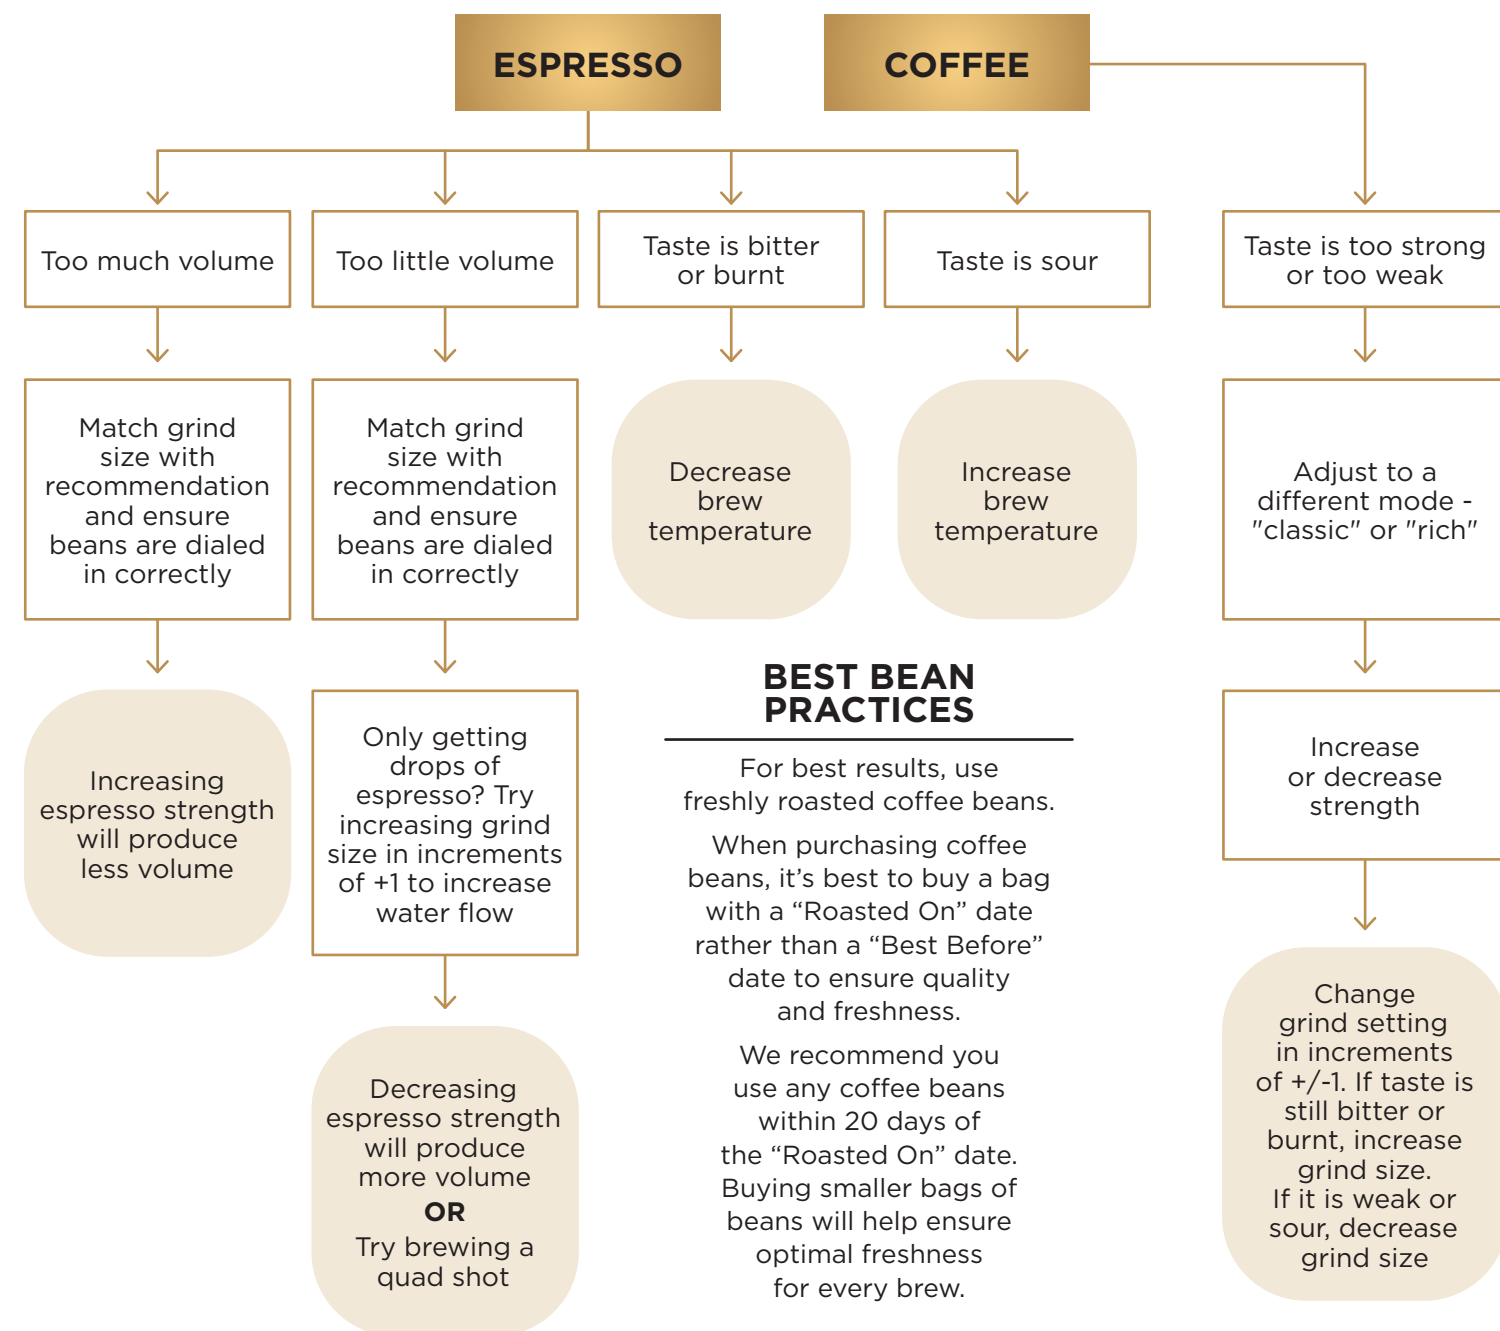 ESPRESSO
COFFEE
Too much volume
Too little volume
Taste is bitter
or burnt
Taste is sour
Taste is too strong
or too weak
Match grind
size with
recommendation
and ensure
beans are dialed
in correctly
Match grind
size with
recommendation
and ensure
beans are dialed
in correctly
Decrease
brew
temperature
Increase
brew
temperature
Adjust to a
different mode -
"classic" or "rich"
Increasing
espresso strength
will produce
less volume
Only getting
drops of
espresso? Try
increasing grind
size in increments
of +1 to increase
water flow
Decreasing
espresso strength
will produce
more volume
OR
Try brewing a
quad shot
BEST BEAN
PRACTICES
For best results, use
freshly roasted coffee beans.
When purchasing coffee
beans, it’s best to buy a bag
with a “Roasted On” date
rather than a “Best Before”
date to ensure quality
and freshness.
We recommend you
use any coffee beans
within 20 days of
the “Roasted On” date.
Buying smaller bags of
beans will help ensure
optimal freshness
for every brew.
Increase
or decrease
strength
Change
grind setting
in increments
of +/-1. If taste is
still bitter or
burnt, increase
grind size.
If it is weak or
sour, decrease
grind size